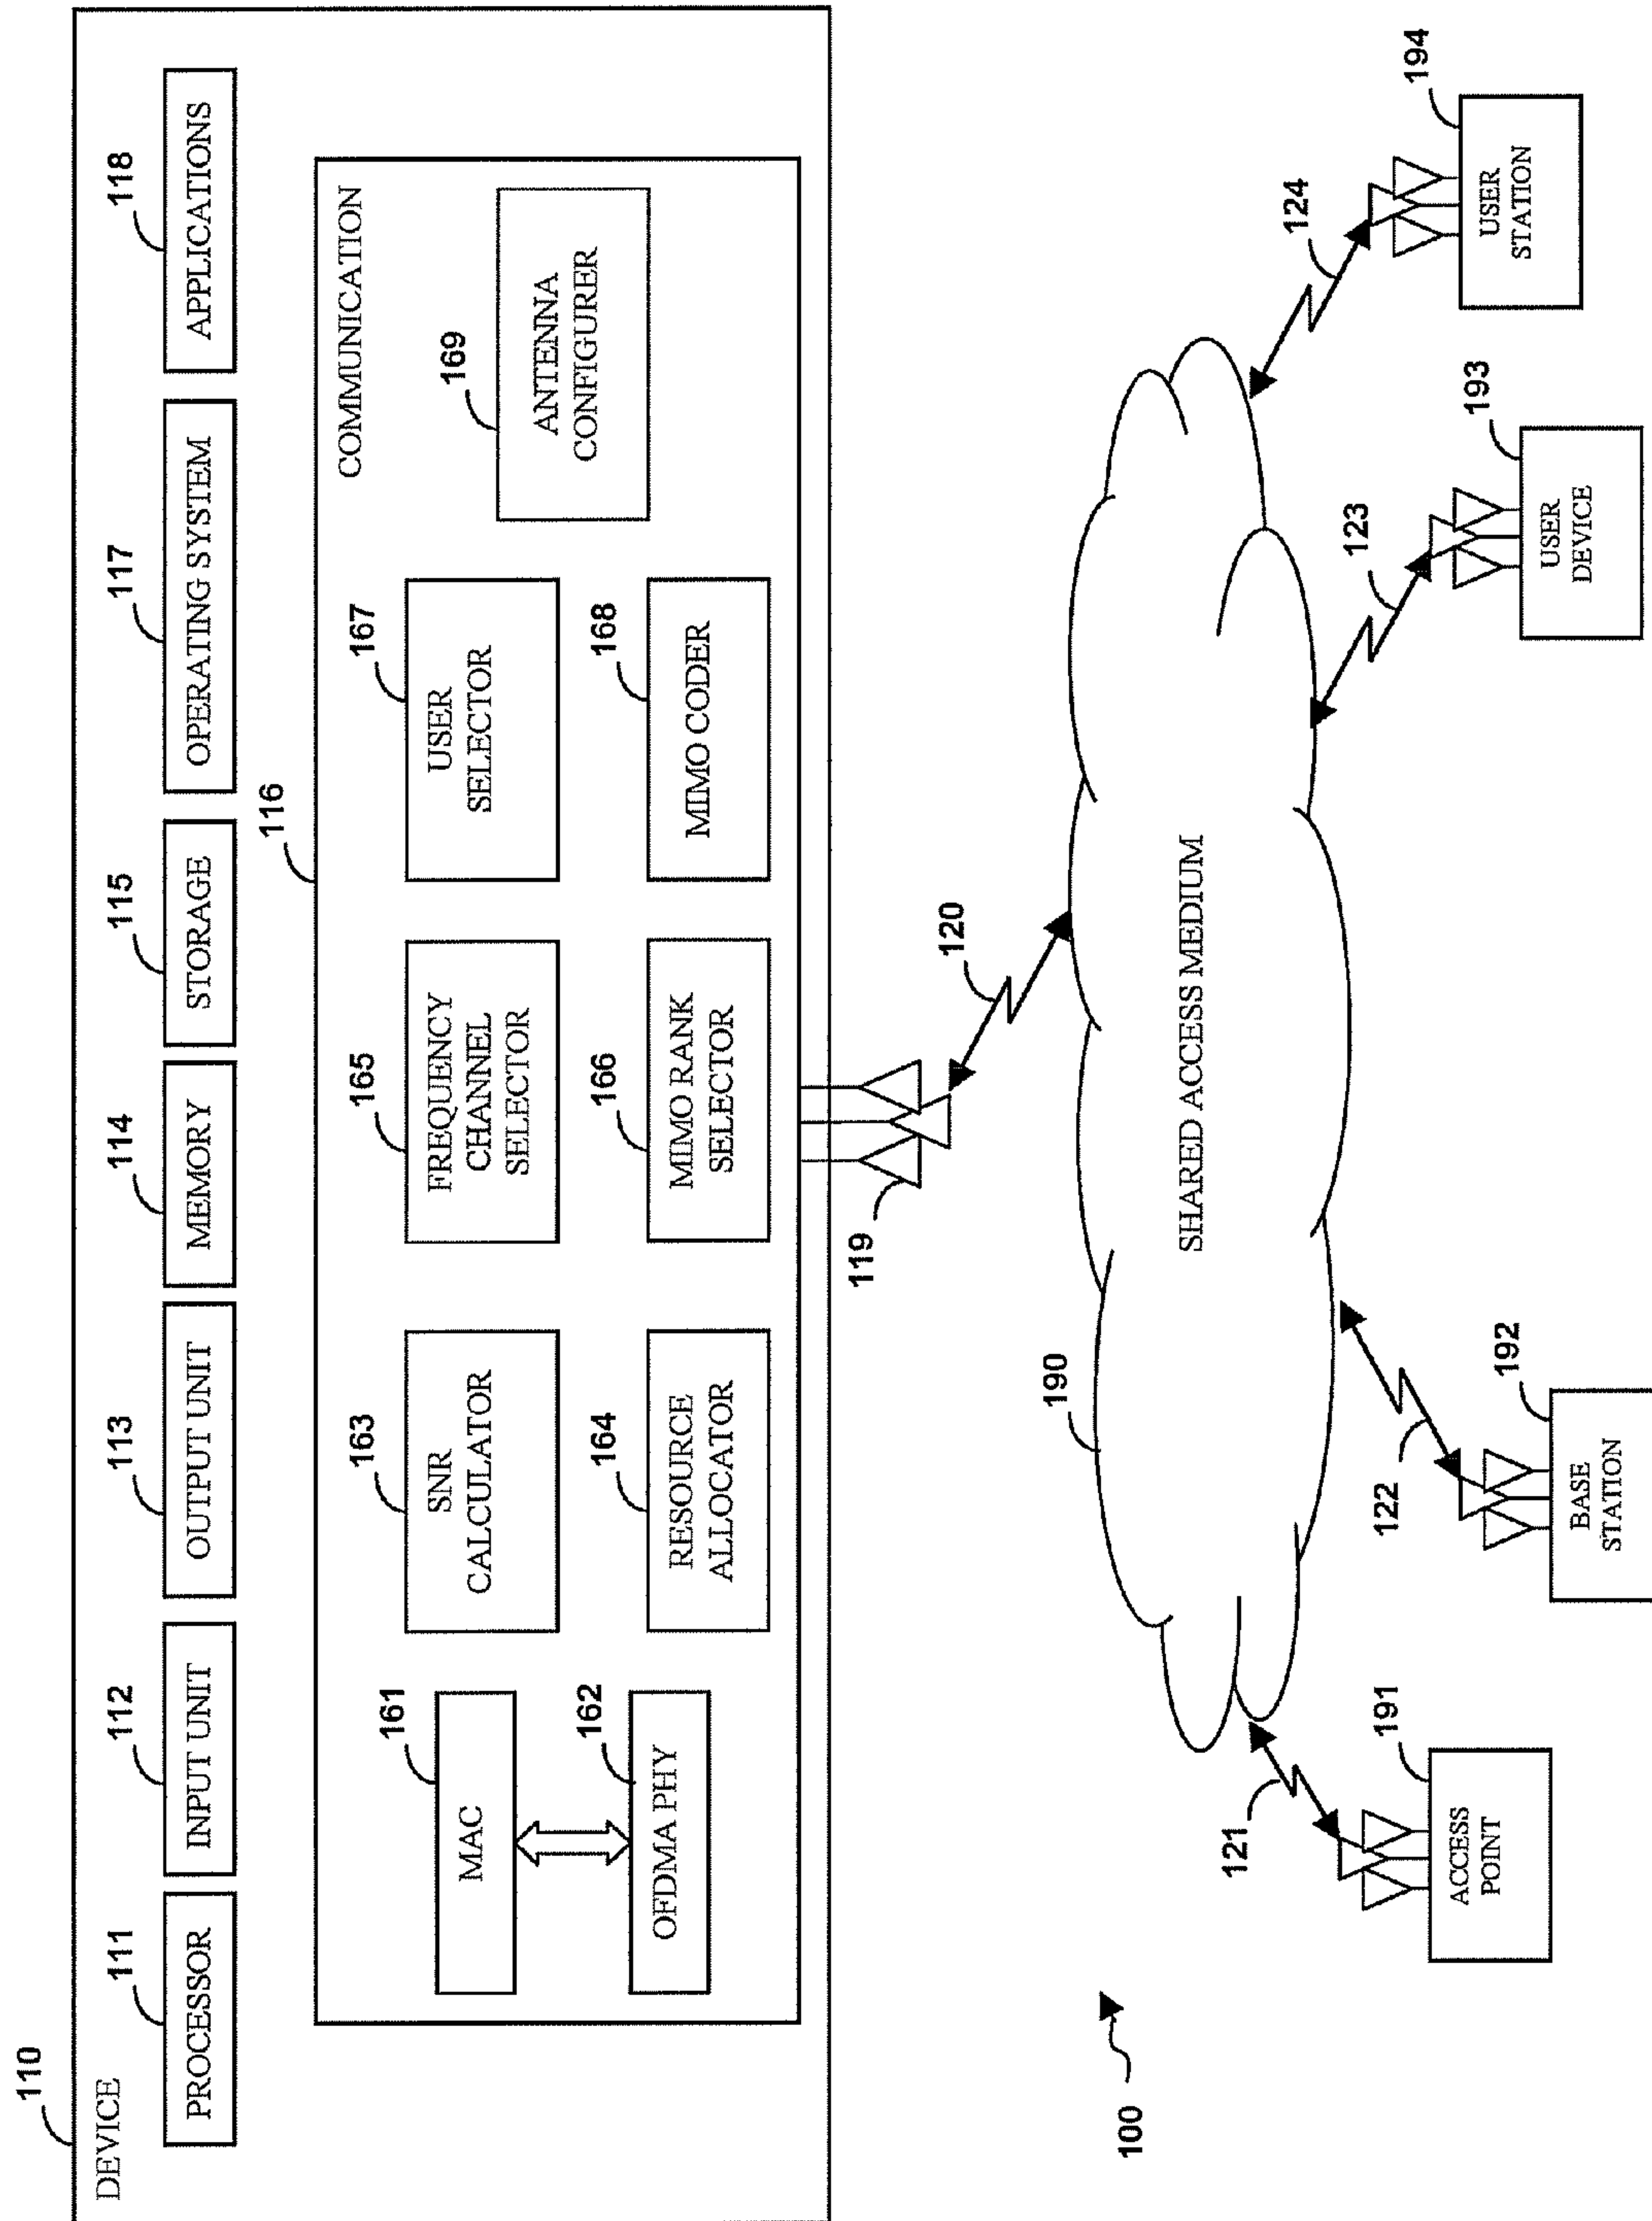 110
DEVICE
111
PROCESSOR
112
INPUT UNIT
113
OUTPUT UNIT
114
MEMORY
115
STORAGE
117
OPERATING SYSTEM
118
APPLICATIONS
116
COMMUNICATION
161
MAC
162
OFDMA PHY
163
SNR
CALCULATOR
164
RESOURCE
ALLOCATOR
165
FREQUENCY
CHANNEL
SELECTOR
166
MIMO RANK
SELECTOR
167
USER
SELECTOR
168
MIMO CODER
169
ANTENNA
CONFIGURER
119
120
190
SHARED ACCESS MEDIUM
100
121
191
ACCESS
POINT
122
192
BASE
STATION
123
193
USER
DEVICE
124
194
USER
STATION